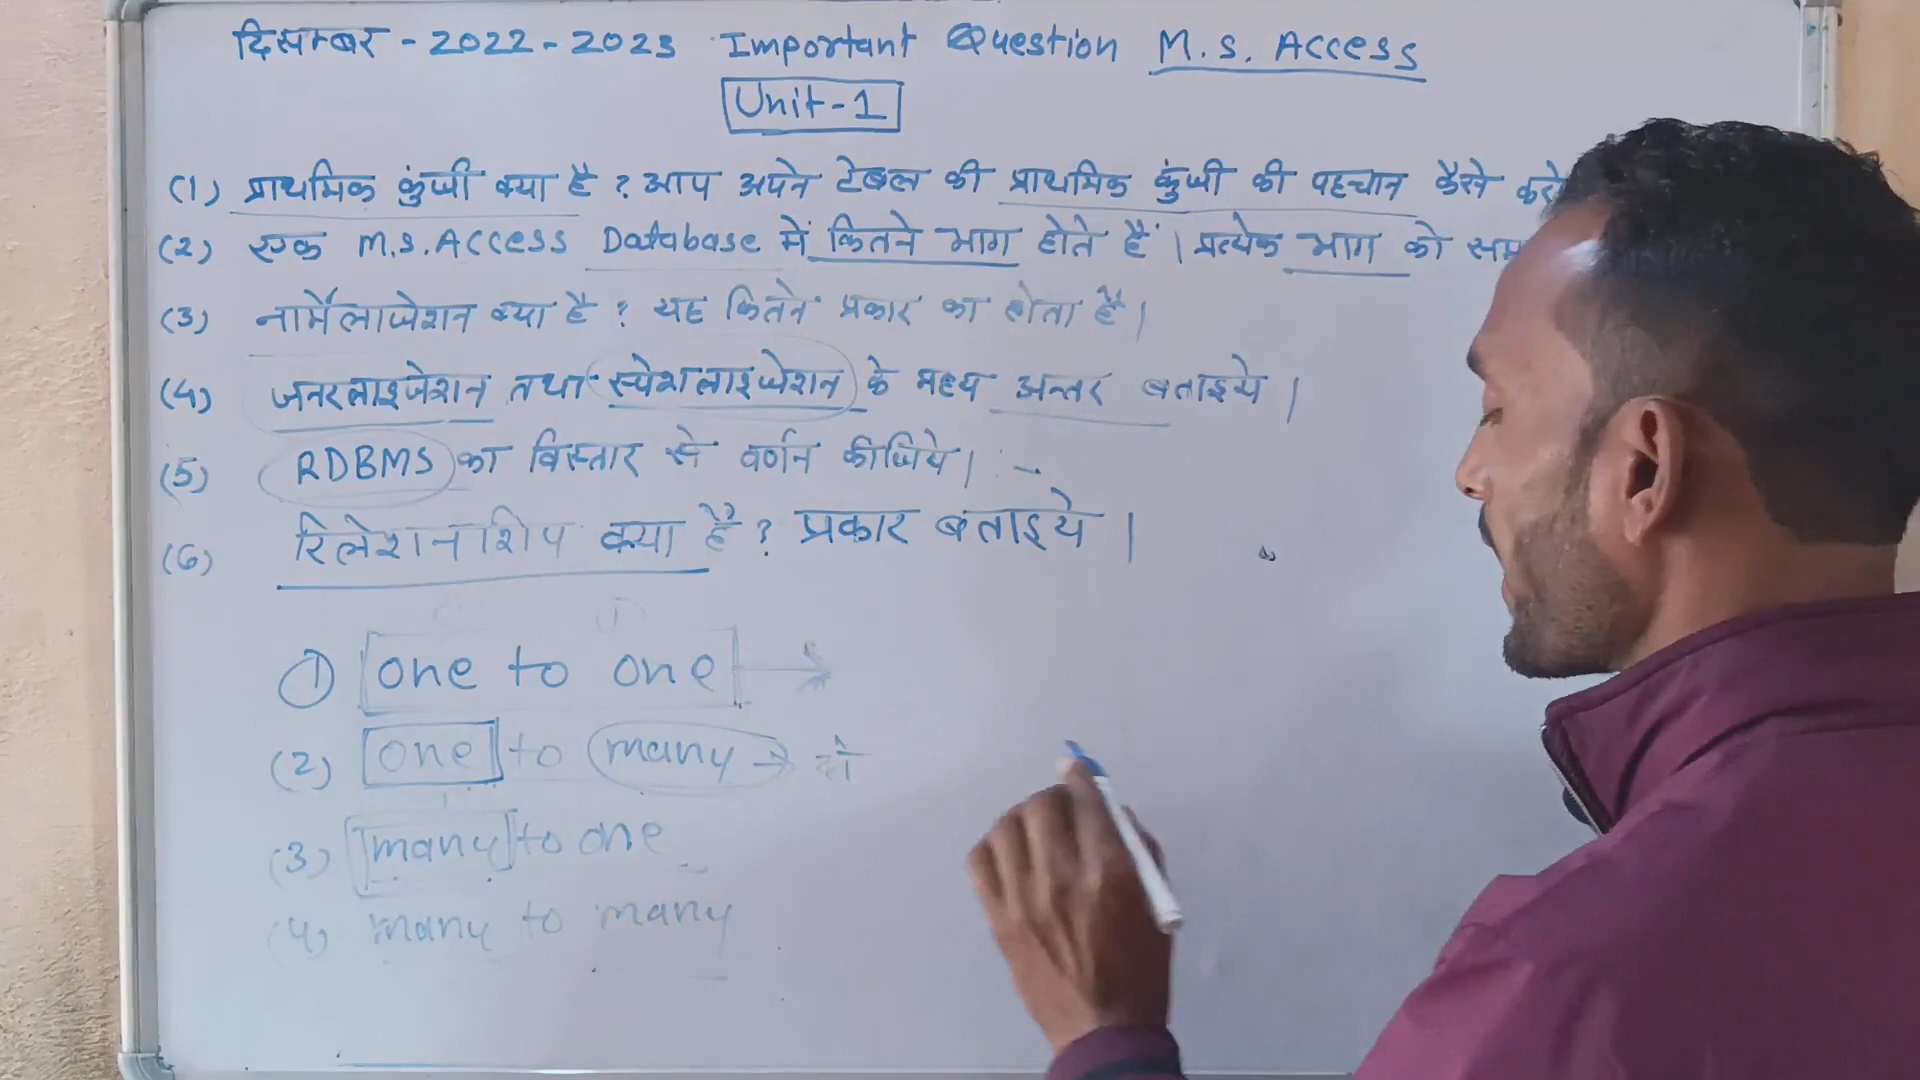 दिसम्बर - 2022-2023 Important Question M.S. Access
Unit-1
(1) प्राथमिक कुंजी क्या है ? आप अपने टेबल की प्राथमिक कुंजी की पहचान कैसे
(2) एक M.S.Access Database में कितने भाग होते हैं । प्रत्येक भाग को
(3) नार्मैलाजेशन क्या है ? यह कितने प्रकार का होता है ।
(4) जनरलाइजेशन तथा स्पेशलाइजेशन के मध्य अन्तर बताइये ।
(5) RDBMS का विस्तार से वर्णन कीजिये । : -
(6) रिलेशनशिप क्या है ? प्रकार बताइये ।
① one to one →
(2) one to many →
(3) many to one
(4) many to many